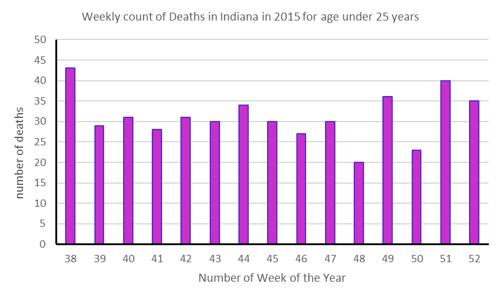 Weekly count of Deaths in Indiana in 2015 for age under 25 years
50
45
40
35
30
25
20
15
10
5
0
number of deaths
38 39 40 41 42 43 44 45 46 47 48 49 50 51 52
Number of Week of the Year